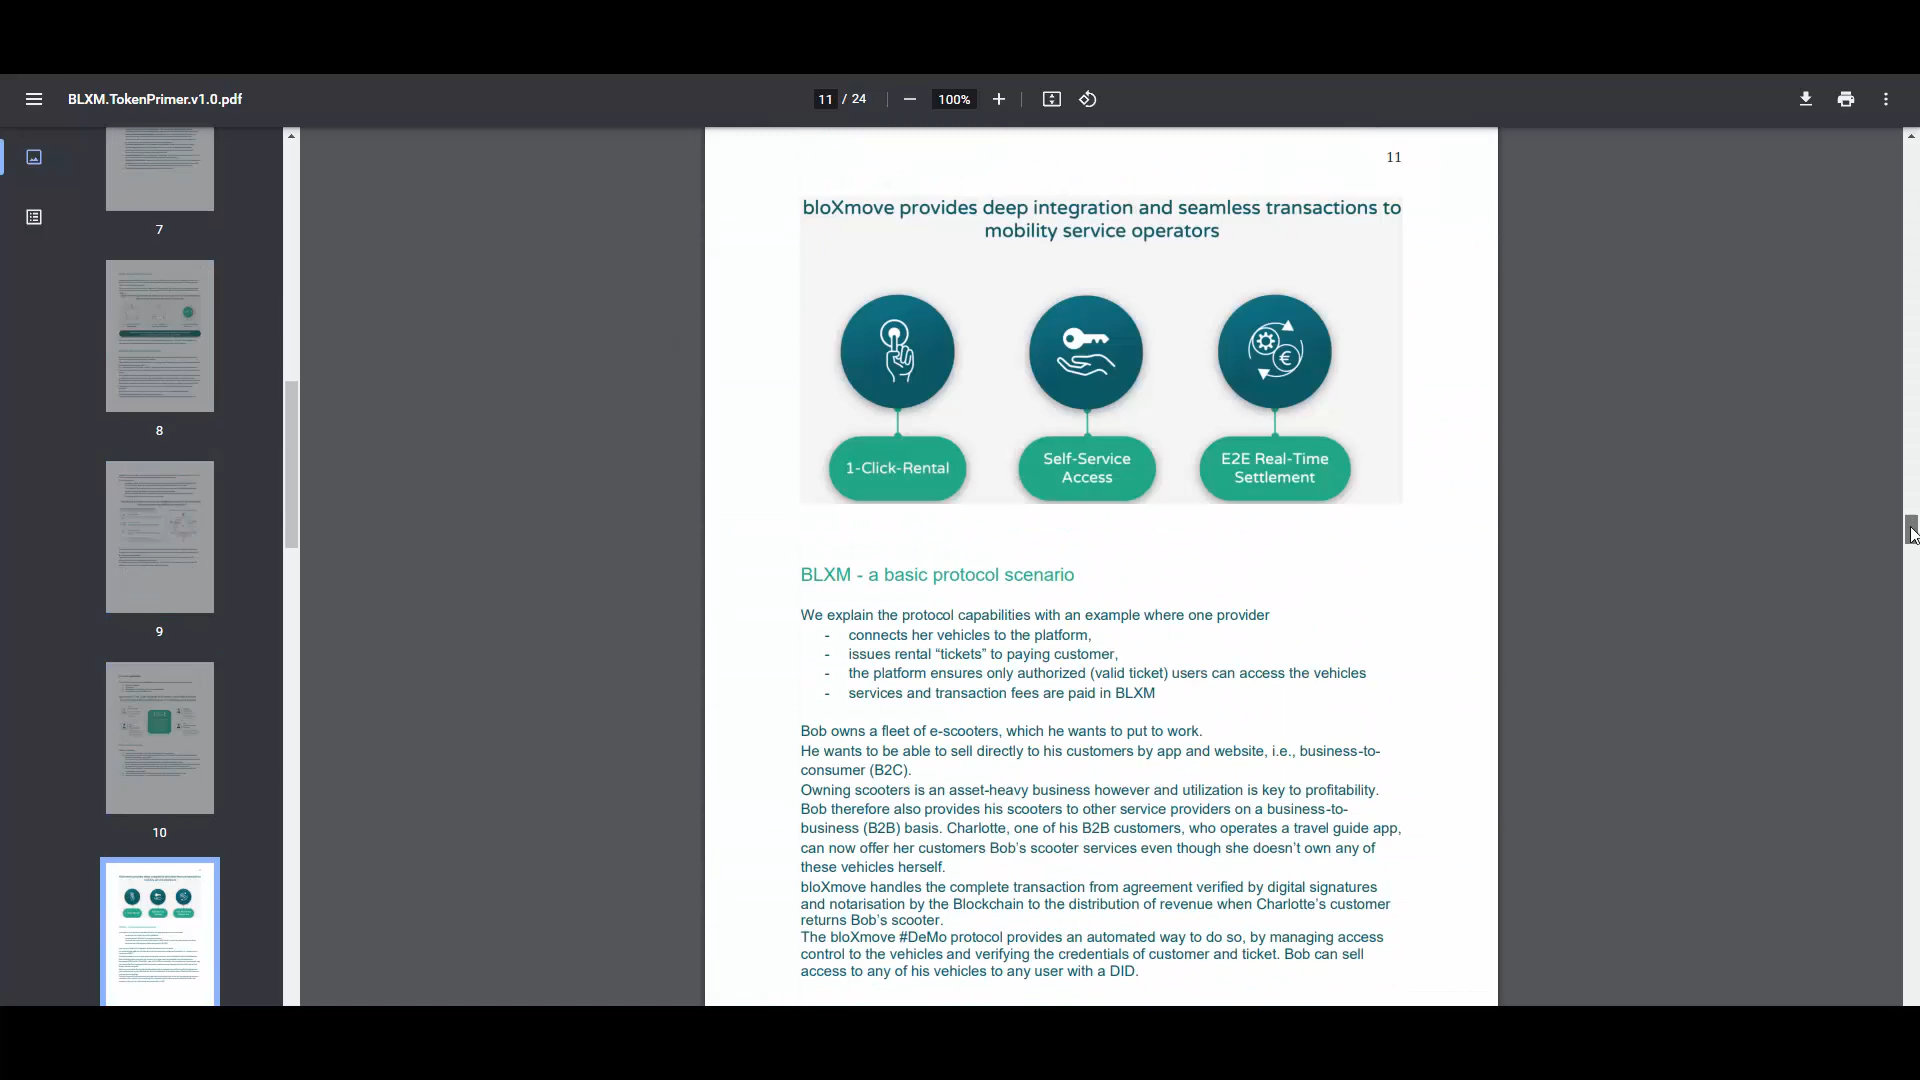 BLXM.TokenPrimer.v1.0.pdf
11 / 24
100%
7
8
9
10
11
bloXmove provides deep integration and seamless transactions to
mobility service operators
1-Click-Rental
Self-Service
Access
E2E Real-Time
Settlement
BLXM - a basic protocol scenario
We explain the protocol capabilities with an example where one provider
- connects her vehicles to the platform,
- issues rental “tickets” to paying customer,
- the platform ensures only authorized (valid ticket) users can access the vehicles
- services and transaction fees are paid in BLXM
Bob owns a fleet of e-scooters, which he wants to put to work.
He wants to be able to sell directly to his customers by app and website, i.e., business-to-
consumer (B2C).
Owning scooters is an asset-heavy business however and utilization is key to profitability.
Bob therefore also provides his scooters to other service providers on a business-to-
business (B2B) basis. Charlotte, one of his B2B customers, who operates a travel guide app,
can now offer her customers Bob’s scooter services even though she doesn’t own any of
these vehicles herself.
bloXmove handles the complete transaction from agreement verified by digital signatures
and notarisation by the Blockchain to the distribution of revenue when Charlotte’s customer
returns Bob’s scooter.
The bloXmove #DeMo protocol provides an automated way to do so, by managing access
control to the vehicles and verifying the credentials of customer and ticket. Bob can sell
access to any of his vehicles to any user with a DID.